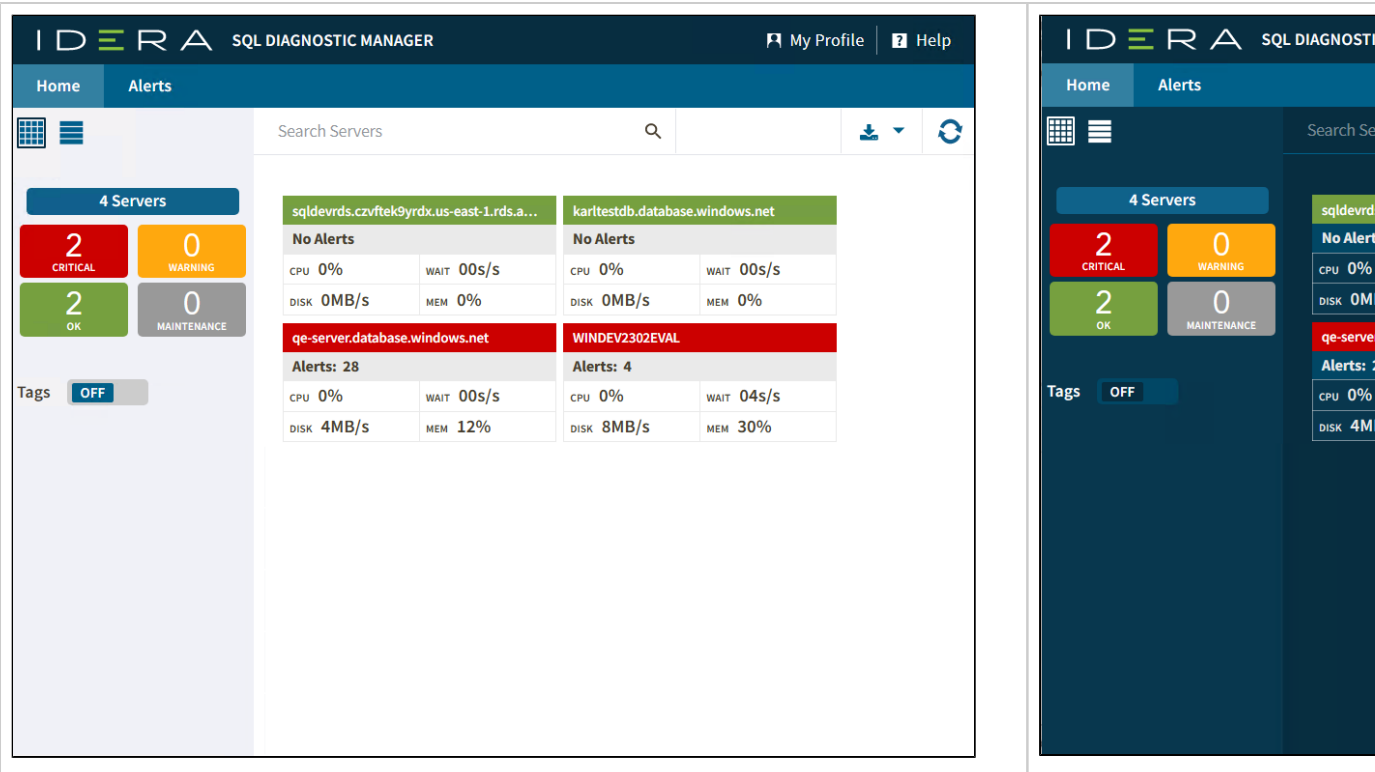 IDERA SQL DIAGNOSTIC MANAGER My Profile Help
Home Alerts
Search Servers
4 Servers
2 CRITICAL
0 WARNING
2 OK
0 MAINTENANCE
Tags OFF
sqldevrds.czvftek9yrdx.us-east-1.rds.a...
No Alerts
CPU 0% WAIT 00s/s
DISK 0MB/s MEM 0%
karltestdb.database.windows.net
No Alerts
CPU 0% WAIT 00s/s
DISK 0MB/s MEM 0%
qe-server.database.windows.net
Alerts: 28
CPU 0% WAIT 00s/s
DISK 4MB/s MEM 12%
WINDEV2302EVAL
Alerts: 4
CPU 0% WAIT 04s/s
DISK 8MB/s MEM 30%
IDERA SQL DIAGNOSTI
Home Alerts
Search Se
4 Servers
2 CRITICAL
0 WARNING
2 OK
0 MAINTENANCE
Tags OFF
sqldevrd
No Alert
CPU 0%
DISK 0M
qe-serve
Alerts: 2
CPU 0%
DISK 4M